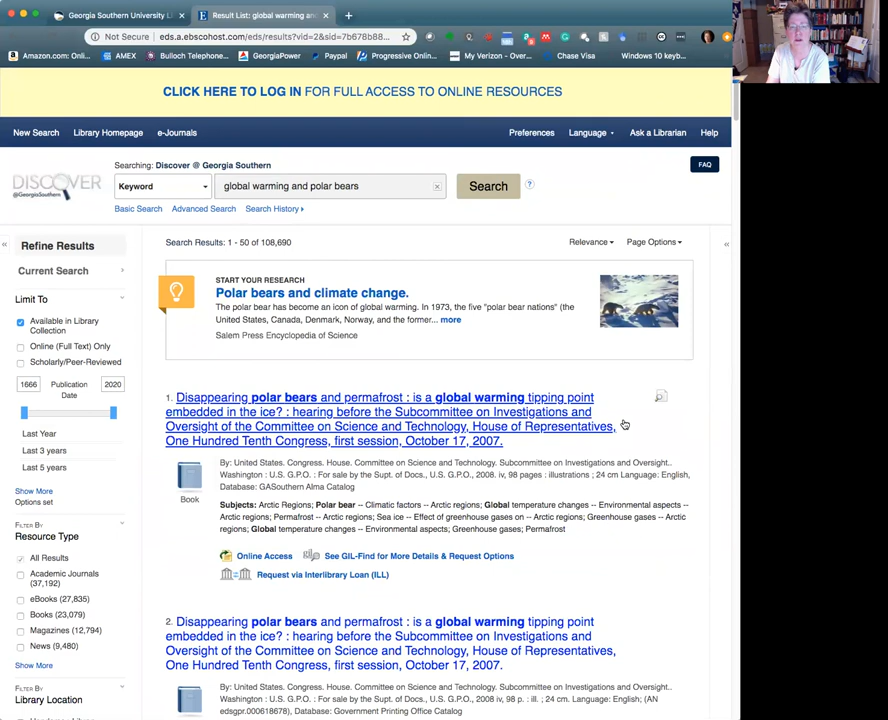 Georgia Southern University Li
Result List: global warming and
Not Secure
eds.a.ebscohost.com/eds/results?vid=2&sid=7b678b88...
Amazon.com: Onli...
AMEX
Bulloch Telephone...
GeorgiaPower
Paypal
Progressive Onlin...
My Verizon - Over...
Chase Visa
Windows 10 keyb...
CLICK HERE TO LOG IN FOR FULL ACCESS TO ONLINE RESOURCES
New Search
Library Homepage
e-Journals
Preferences
Language
Ask a Librarian
Help
Searching: Discover @ Georgia Southern
FAQ
DISCOVER
@GeorgiaSouthern
Keyword
global warming and polar bears
Search
Basic Search
Advanced Search
Search History
Refine Results
Current Search
Limit To
Available in Library
Collection
Online (Full Text) Only
Scholarly/Peer-Reviewed
1666
Publication
Date
2020
Last Year
Last 3 years
Last 5 years
Show More
Options set
Filter By
Resource Type
All Results
Academic Journals
(37,192)
eBooks (27,835)
Books (23,079)
Magazines (12,794)
News (9,480)
Show More
Filter By
Library Location
Search Results: 1 - 50 of 108,690
Relevance
Page Options
START YOUR RESEARCH
Polar bears and climate change.
The polar bear has become an icon of global warming. In 1973, the five "polar bear nations" (the
United States, Canada, Denmark, Norway, and the former... more
Salem Press Encyclopedia of Science
1. Disappearing polar bears and permafrost : is a global warming tipping point
embedded in the ice? : hearing before the Subcommittee on Investigations and
Oversight of the Committee on Science and Technology, House of Representatives,
One Hundred Tenth Congress, first session, October 17, 2007.
Book
By: United States. Congress. House. Committee on Science and Technology. Subcommittee on Investigations and Oversight..
Washington : U.S. G.P.O. : For sale by the Supt. of Docs., U.S. G.P.O., 2008. iv, 98 pages : illustrations ; 24 cm Language: English,
Database: GASouthern Alma Catalog
Subjects: Arctic Regions; Polar bear -- Climatic factors -- Arctic regions; Global temperature changes -- Environmental aspects --
Arctic regions; Permafrost -- Arctic regions; Sea ice -- Effect of greenhouse gases on -- Arctic regions; Greenhouse gases -- Arctic
regions; Global temperature changes -- Environmental aspects; Greenhouse gases; Permafrost
Online Access
See GIL-Find for More Details & Request Options
Request via Interlibrary Loan (ILL)
2. Disappearing polar bears and permafrost : is a global warming tipping point
embedded in the ice? : hearing before the Subcommittee on Investigations and
Oversight of the Committee on Science and Technology, House of Representatives,
One Hundred Tenth Congress, first session, October 17, 2007.
By: United States. Congress. House. Committee on Science and Technology. Subcommittee on Investigations and Oversight..
Washington : U.S. G.P.O. : For sale by the Supt. of Docs., U.S. G.P.O., 2008 iv, 98 p. : ill. ; 24 cm. Language: English; (AN
edsgpr.000618678), Database: Government Printing Office Catalog